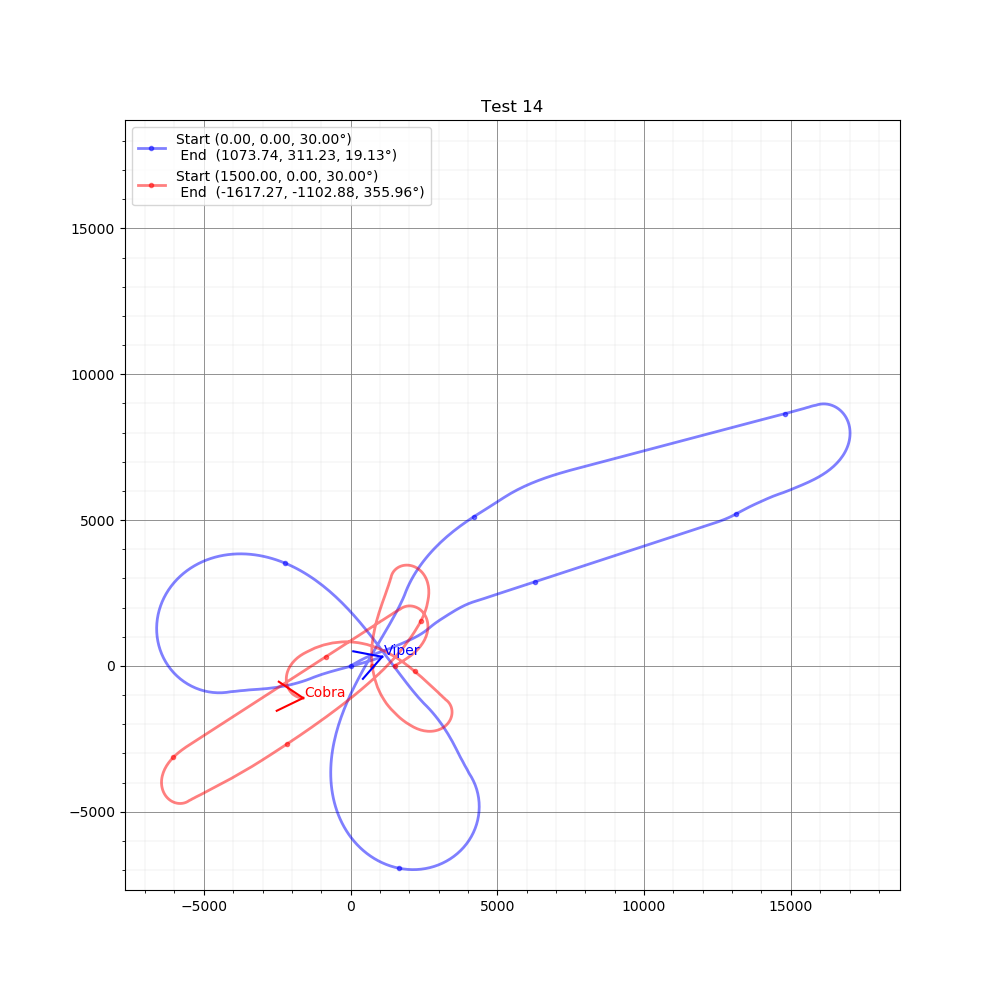 Test 14
Start (0.00, 0.00, 30.00°)
End (1073.74, 311.23, 19.13°)
Start (1500.00, 0.00, 30.00°)
End (-1617.27, -1102.88, 355.96°)
15000
10000
5000
0
−5000
Viper
Cobra
−5000
0
5000
10000
15000